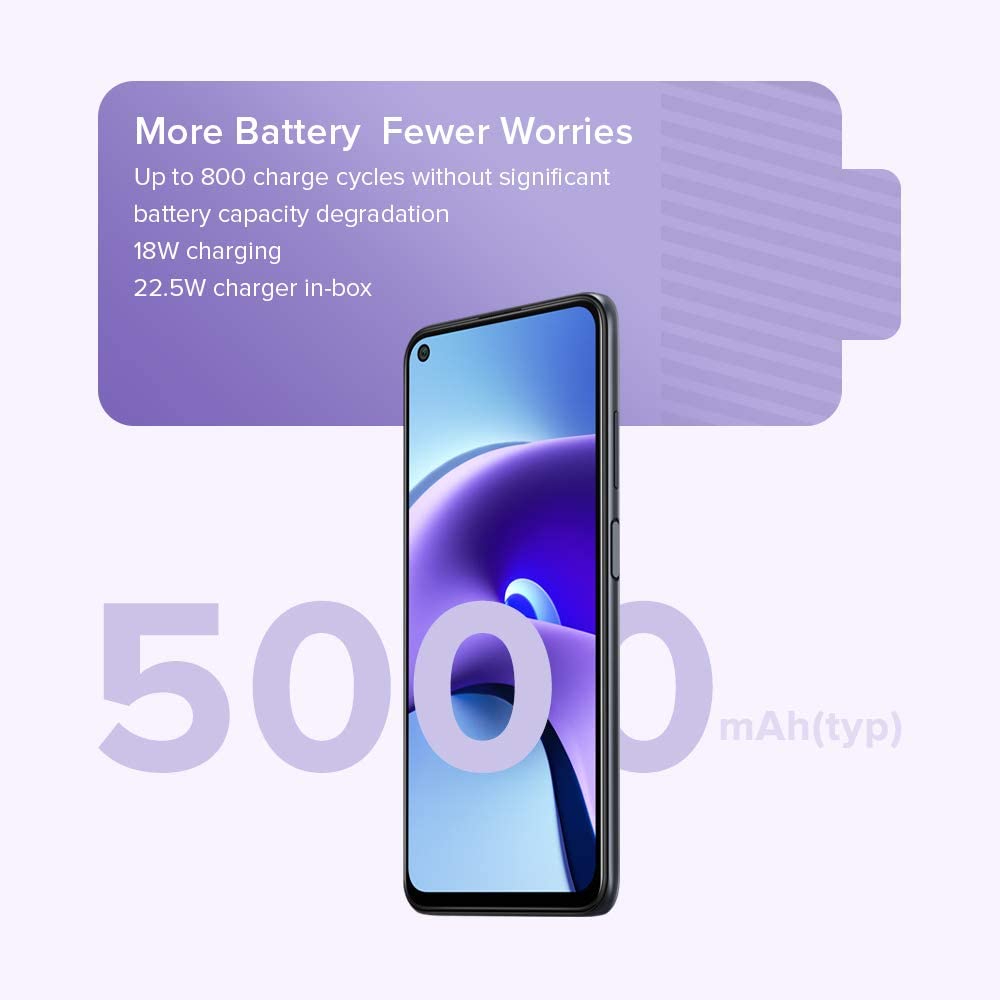 More Battery  Fewer Worries
Up to 800 charge cycles without significant
battery capacity degradation
18W charging
22.5W charger in-box
5000 mAh(typ)